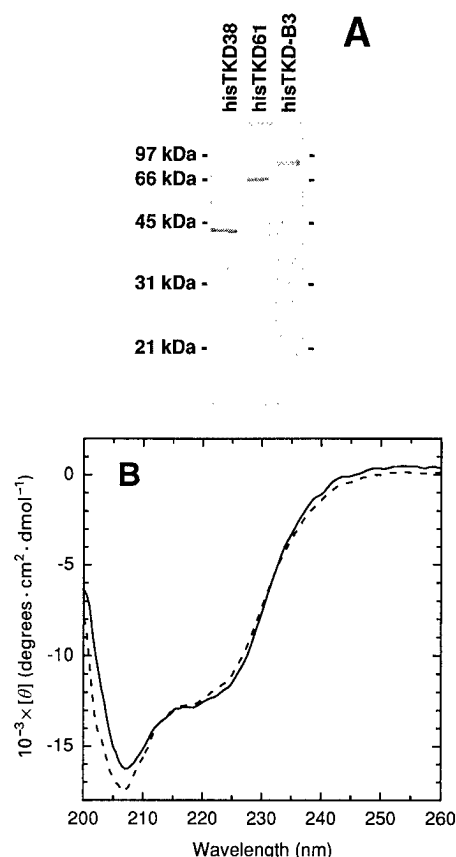 A
hisTKD38
hisTKD61
hisTKD-B3
97 kDa -
66 kDa -
45 kDa -
31 kDa -
21 kDa -
B
0
-5
-10
-15
10⁻³×[θ] (degrees·cm²·dmol⁻¹)
200 210 220 230 240 250 260
Wavelength (nm)